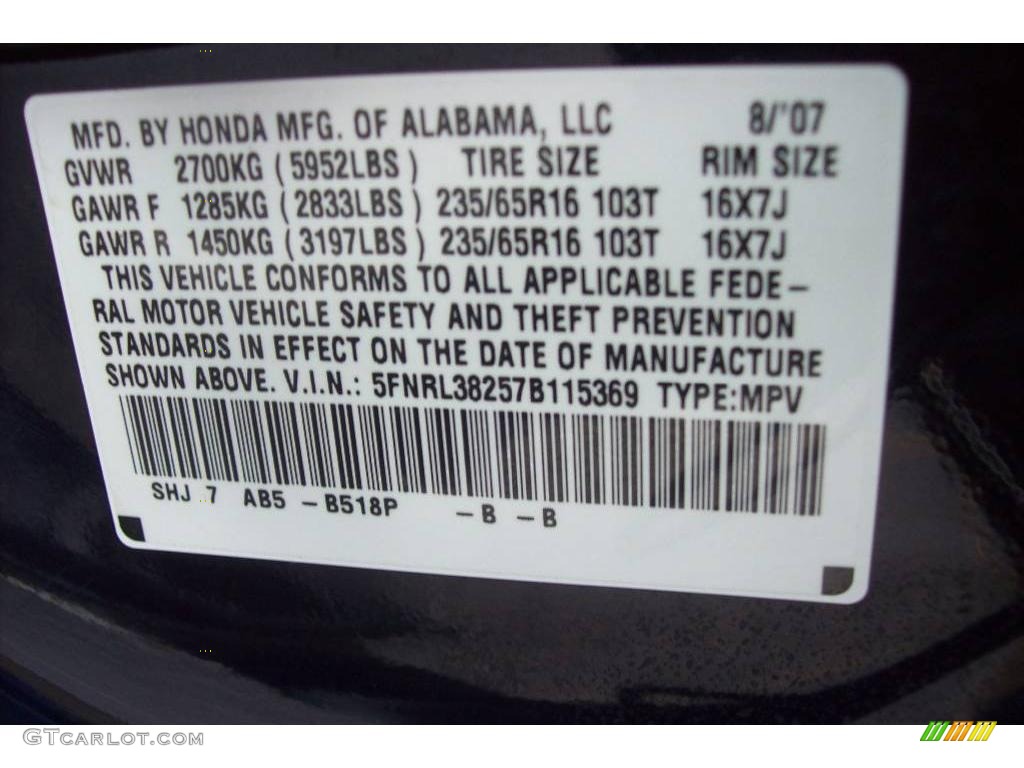 MFD. BY HONDA MFG. OF ALABAMA, LLC 8/'07
GVWR 2700KG (5952LBS) TIRE SIZE RIM SIZE
GAWR F 1285KG (2833LBS) 235/65R16 103T 16X7J
GAWR R 1450KG (3197LBS) 235/65R16 103T 16X7J
THIS VEHICLE CONFORMS TO ALL APPLICABLE FEDE-
RAL MOTOR VEHICLE SAFETY AND THEFT PREVENTION
STANDARDS IN EFFECT ON THE DATE OF MANUFACTURE
SHOWN ABOVE. V.I.N.: 5FNRL38257B115369 TYPE:MPV
SHJ 7 AB5 -B518P -B -B
GTCARLOT.COM